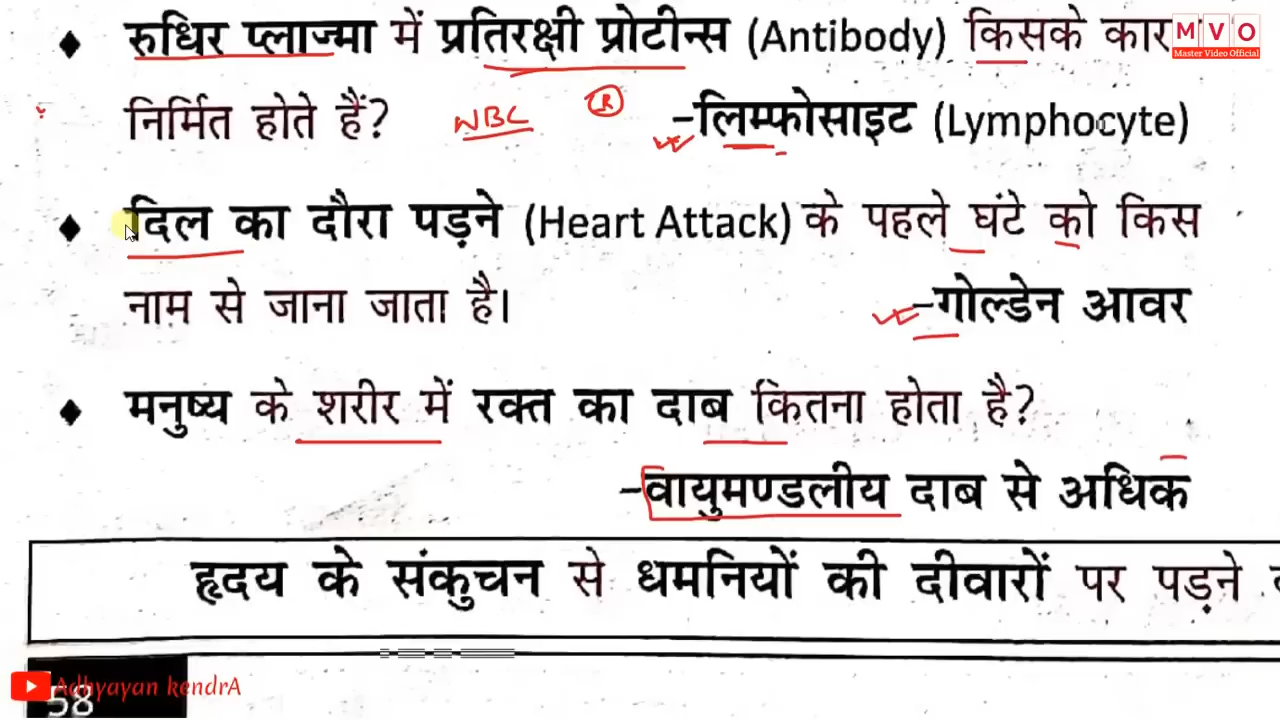 ♦ रुधिर प्लाज्मा में प्रतिरक्षी प्रोटीन्स (Antibody) किसके कार
M V O
Master Video Official
निर्मित होते हैं? WBC R -लिम्फोसाइट (Lymphocyte)
♦ दिल का दौरा पड़ने (Heart Attack) के पहले घंटे को किस
नाम से जाना जाता है। -गोल्डेन आवर
♦ मनुष्य के शरीर में रक्त का दाब कितना होता है?
-वायुमण्डलीय दाब से अधिक
हृदय के संकुचन से धमनियों की दीवारों पर पड़ने
Adhyayan kendrA
58